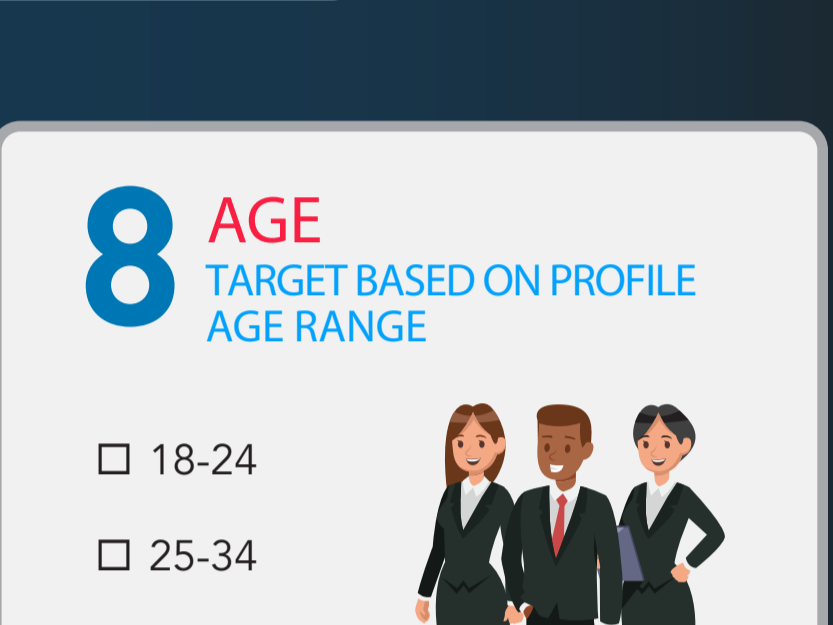 8
AGE
TARGET BASED ON PROFILE
AGE RANGE
18-24
25-34